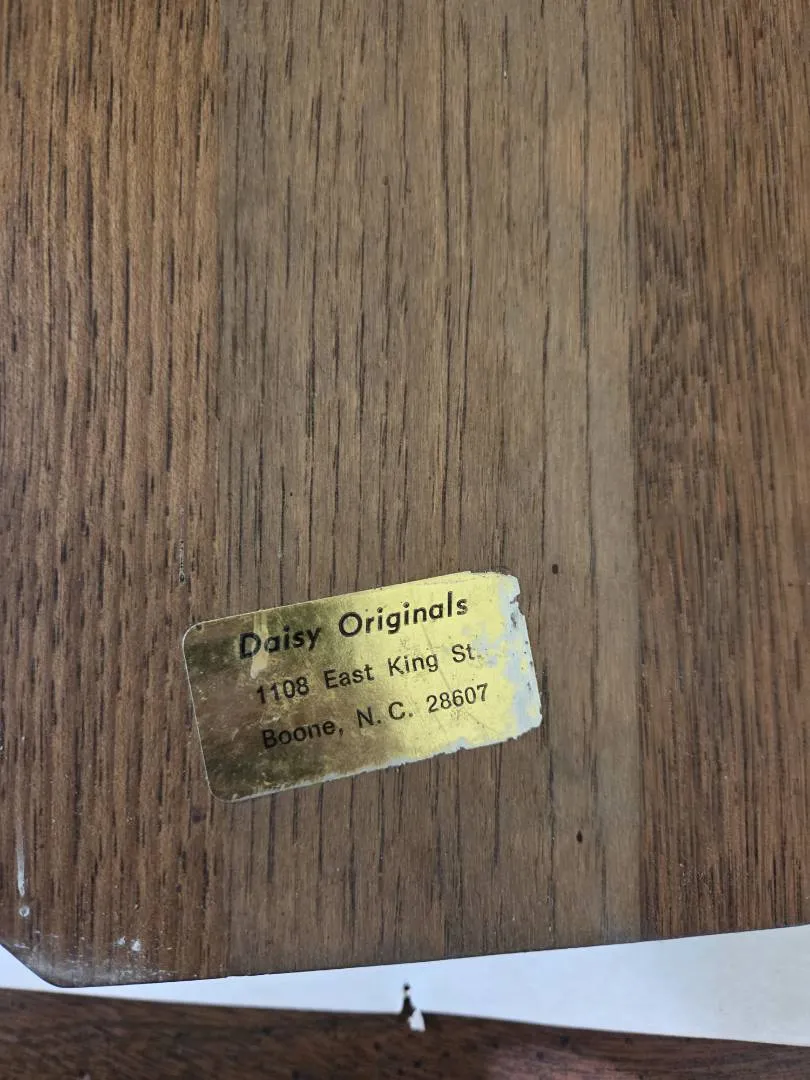 Daisy Originals
1108 East King St.
Boone, N.C. 28607